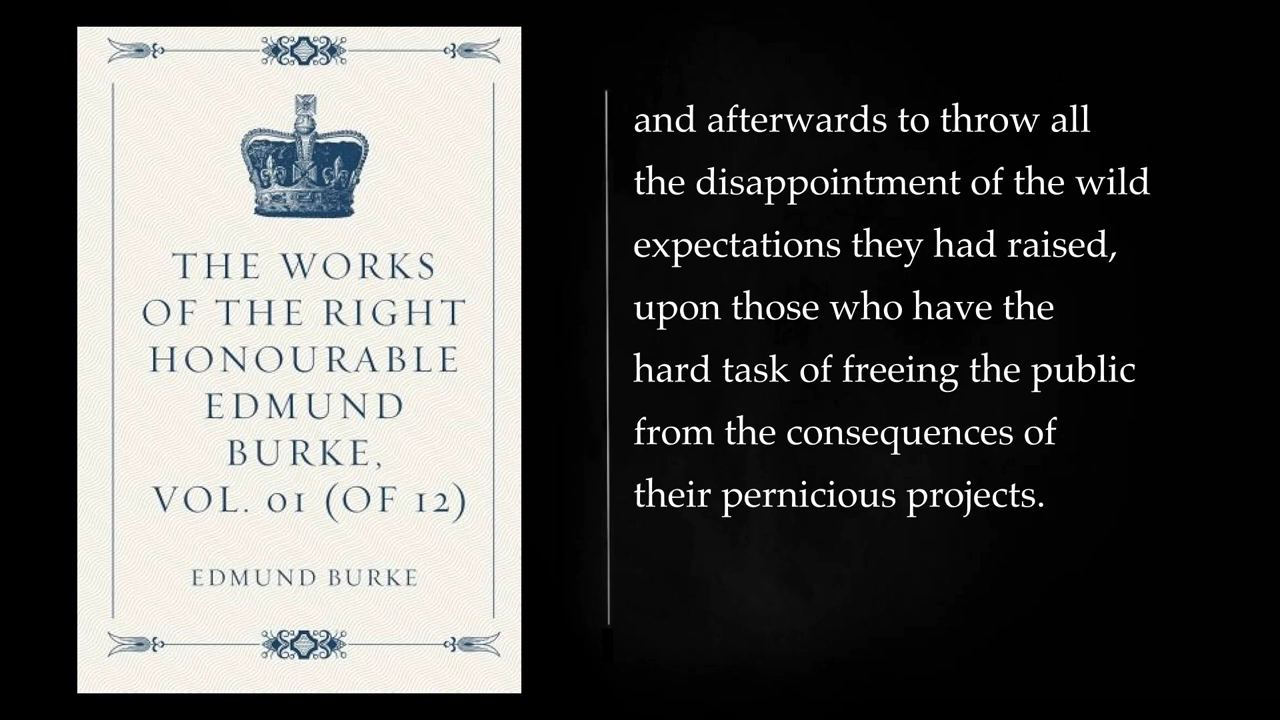 THE WORKS
OF THE RIGHT
HONOURABLE
EDMUND
BURKE,
VOL. 01 (OF 12)
EDMUND BURKE
and afterwards to throw all
the disappointment of the wild
expectations they had raised,
upon those who have the
hard task of freeing the public
from the consequences of
their pernicious projects.